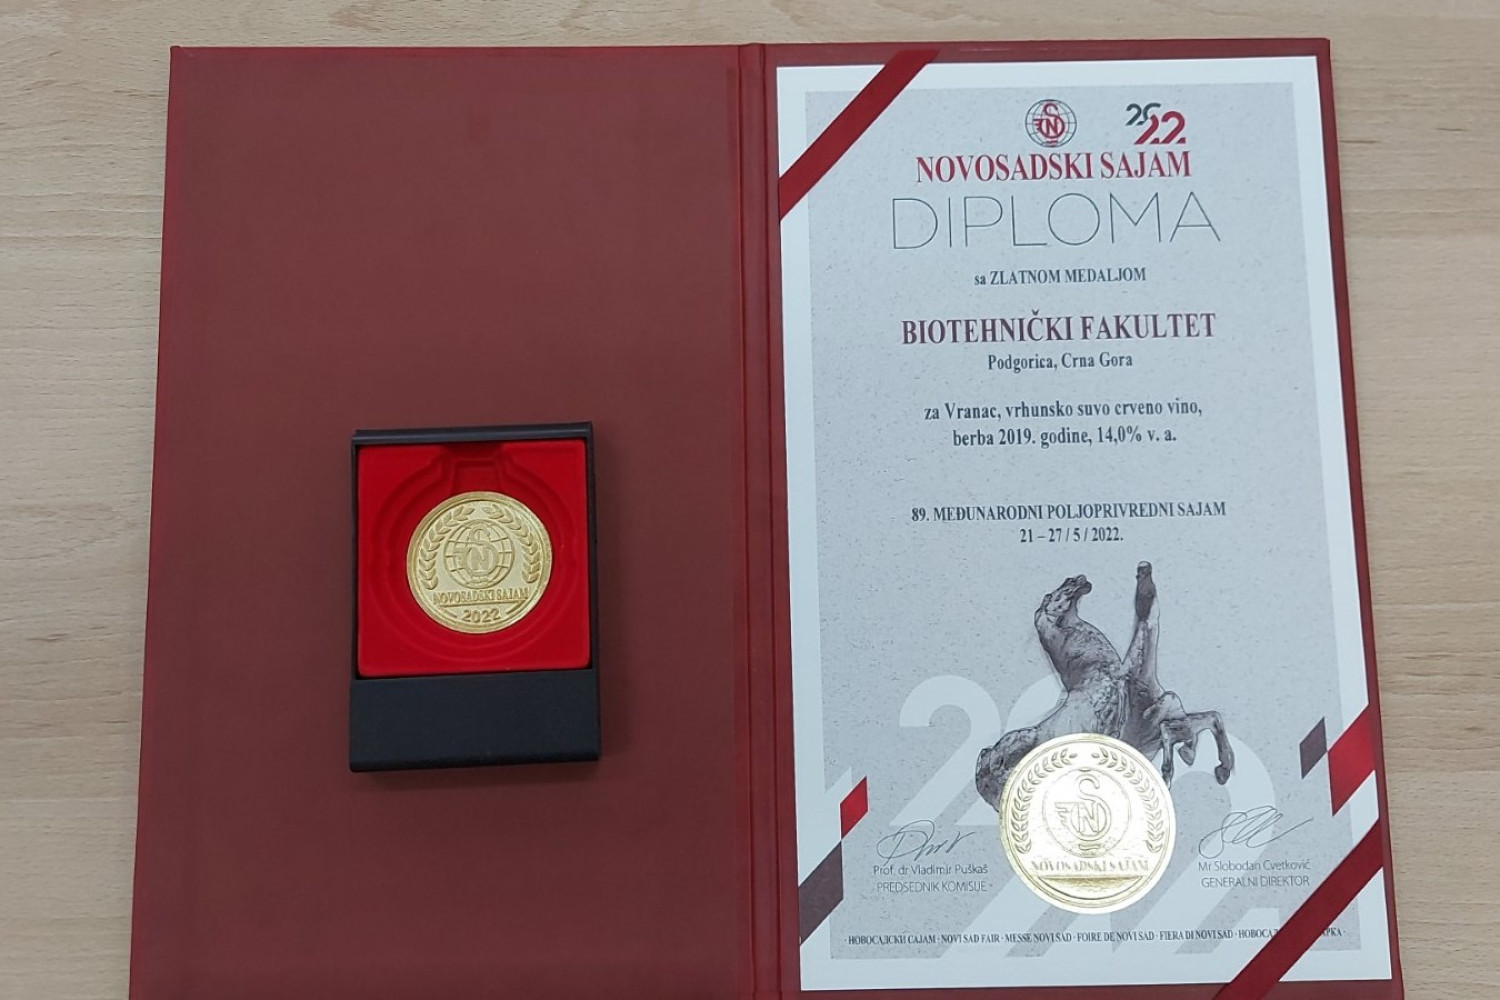 NOVOSADSKI SAJAM
2022
2022
NOVOSADSKI SAJAM
DIPLOMA
sa ZLATNOM MEDALJOM
BIOTEHNIČKI FAKULTET
Podgorica, Crna Gora
za Vranac, vrhunsko suvo crveno vino,
berba 2019. godine, 14,0% v. a.
89. MEĐUNARODNI POLJOPRIVREDNI SAJAM
21 – 27 / 5 / 2022.
Prof. dr Vladimir Puškaš
PREDSEDNIK KOMISIJE
NOVOSADSKI SAJAM
Mr Slobodan Cvetković
GENERALNI DIREKTOR
· НОВОСАДСКИ САЈАМ · NOVI SAD FAIR · MESSE NOVI SAD · FOIRE DE NOVI SAD · FIERA DI NOVI SAD ·